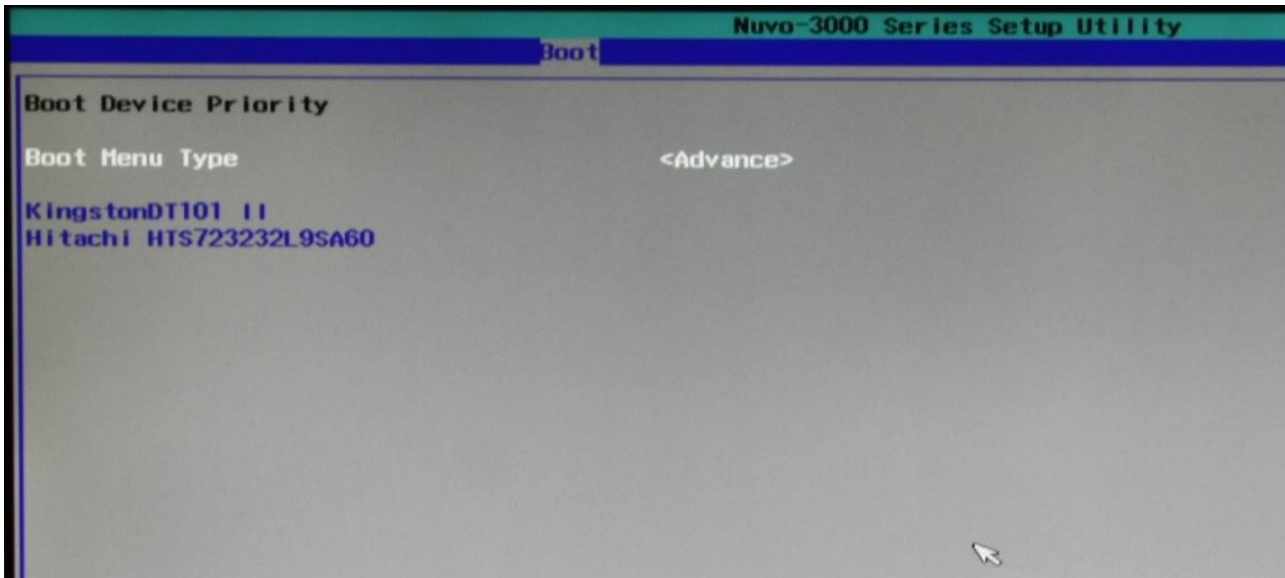 Nuvo-3000 Series Setup Utility
Boot
Boot Device Priority
Boot Menu Type <Advance>
KingstonDT101 II
Hitachi HTS723232L9SA60